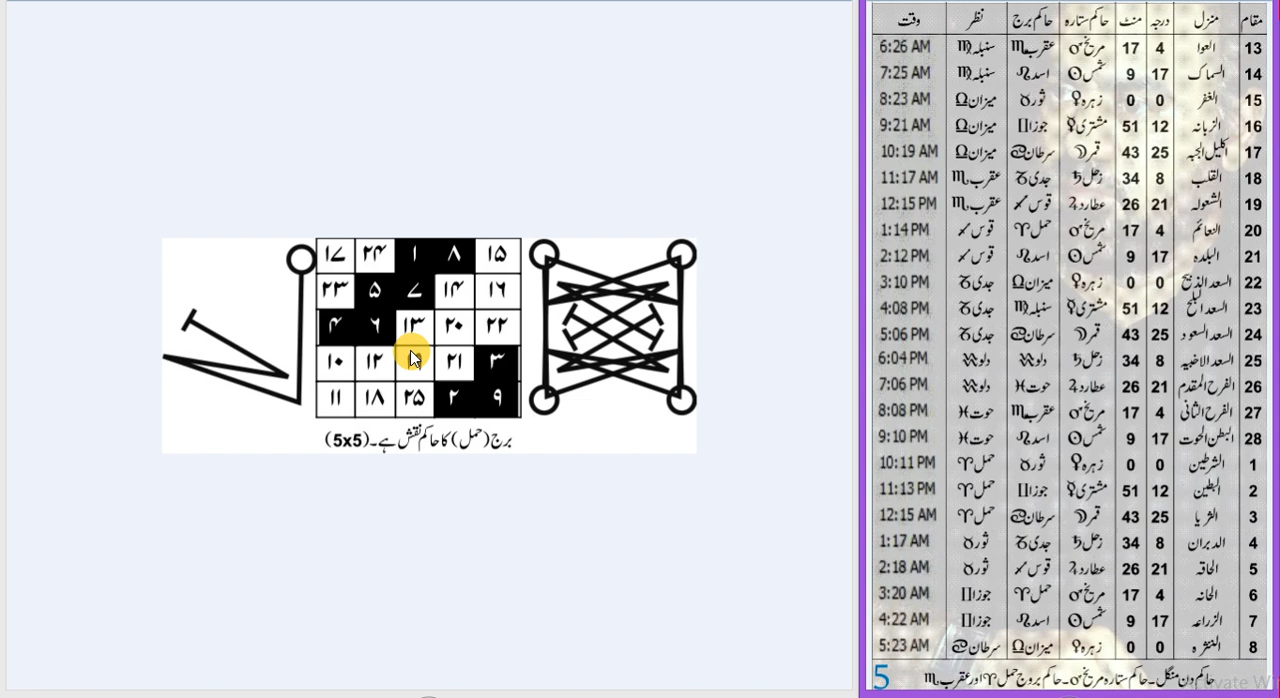 ۱۷ ۲۴ ۱ ۸ ۱۵
۲۳ ۵ ۷ ۱۴ ۱۶
۴ ۶ ۱۳ ۲۰ ۲۲
۱۰ ۱۲ ۲۱ ۳
۱۱ ۱۸ ۲۵ ۲ ۹
برج (حمل) کا حاکم نقش ہے۔ (5x5)
مقام منزل درجہ منٹ حاکم ستارہ حاکم برج نظر وقت
13 العوا 4 17 مریخ♂ عقرب♏ سنبلہ♍ 6:26 AM
14 السماک 17 9 شمس☉ اسد♌ سنبلہ♍ 7:25 AM
15 الغفر 0 0 زہرہ♀ ثور♉ میزان♎ 8:23 AM
16 الزبانہ 12 51 مشتری☿ جوزا♊ میزان♎ 9:21 AM
17 اکلیل الجبہ 25 43 قمر☽ سرطان♋ میزان♎ 10:19 AM
18 القلب 8 34 زحل♄ جدی♑ عقرب♏ 11:17 AM
19 الشعولہ 21 26 عطارد♃ قوس♐ عقرب♏ 12:15 PM
20 النعائم 4 17 مریخ♂ حمل♈ قوس♐ 1:14 PM
21 البلدہ 17 9 شمس☉ اسد♌ قوس♐ 2:12 PM
22 السعد الذبیح 0 0 زہرہ♀ میزان♎ جدی♑ 3:10 PM
23 السعد البلح 12 51 مشتری☿ سنبلہ♍ جدی♑ 4:08 PM
24 السعد السعود 25 43 قمر☽ سرطان♋ جدی♑ 5:06 PM
25 السعد الاخبیہ 8 34 زحل♄ دلو♒ دلو♒ 6:04 PM
26 الفرح المقدم 21 26 عطارد♃ حوت♓ دلو♒ 7:06 PM
27 الفرح الثانی 4 17 مریخ♂ عقرب♏ حوت♓ 8:08 PM
28 البطن الحوت 17 9 شمس☉ اسد♌ حوت♓ 9:10 PM
1 الشرطین 0 0 زہرہ♀ ثور♉ حمل♈ 10:11 PM
2 البطین 12 51 مشتری☿ جوزا♊ حمل♈ 11:13 PM
3 الثریا 25 43 قمر☽ سرطان♋ حمل♈ 12:15 AM
4 الدبران 8 34 زحل♄ جدی♑ ثور♉ 1:17 AM
5 الحاقہ 21 26 عطارد♃ قوس♐ ثور♉ 2:18 AM
6 الحانہ 4 17 مریخ♂ حمل♈ جوزا♊ 3:20 AM
7 الزراعہ 17 9 شمس☉ اسد♌ جوزا♊ 4:22 AM
8 النثرہ 0 0 زہرہ♀ میزان♎ سرطان♋ 5:23 AM
حاکم دن منگل۔ حاکم ستارہ مریخ♂۔ حاکم بروج حمل♈ اور عقرب♏ 5